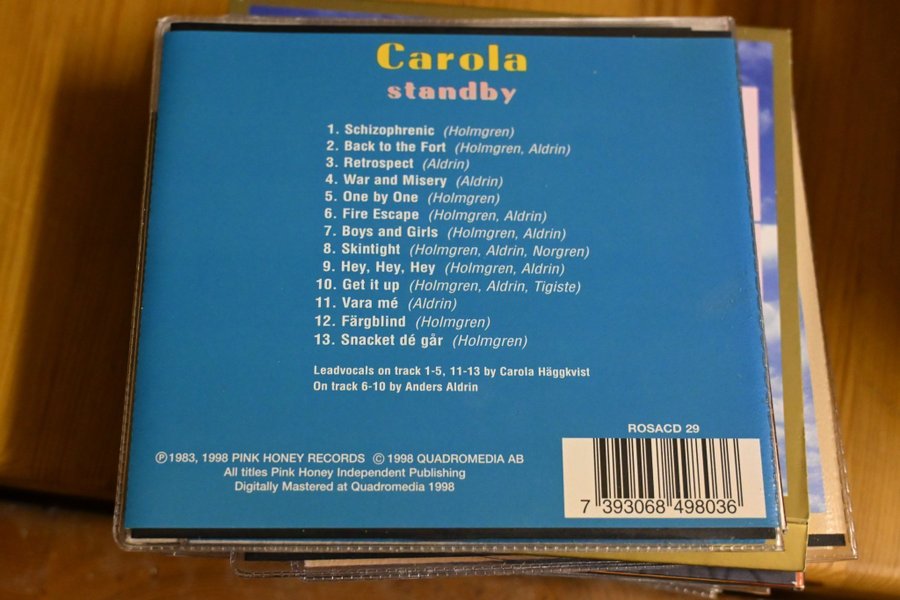 Carola
standby
1. Schizophrenic (Holmgren)
2. Back to the Fort (Holmgren, Aldrin)
3. Retrospect (Aldrin)
4. War and Misery (Aldrin)
5. One by One (Holmgren)
6. Fire Escape (Holmgren, Aldrin)
7. Boys and Girls (Holmgren, Aldrin)
8. Skintight (Holmgren, Aldrin, Norgren)
9. Hey, Hey, Hey (Holmgren, Aldrin)
10. Get it up (Holmgren, Aldrin, Tigiste)
11. Vara mé (Aldrin)
12. Färgblind (Holmgren)
13. Snacket dé går (Holmgren)
Leadvocals on track 1-5, 11-13 by Carola Häggkvist
On track 6-10 by Anders Aldrin
ROSACD 29
℗1983, 1998 PINK HONEY RECORDS © 1998 QUADROMEDIA AB
All titles Pink Honey Independent Publishing
Digitally Mastered at Quadromedia 1998
7 393068 498036